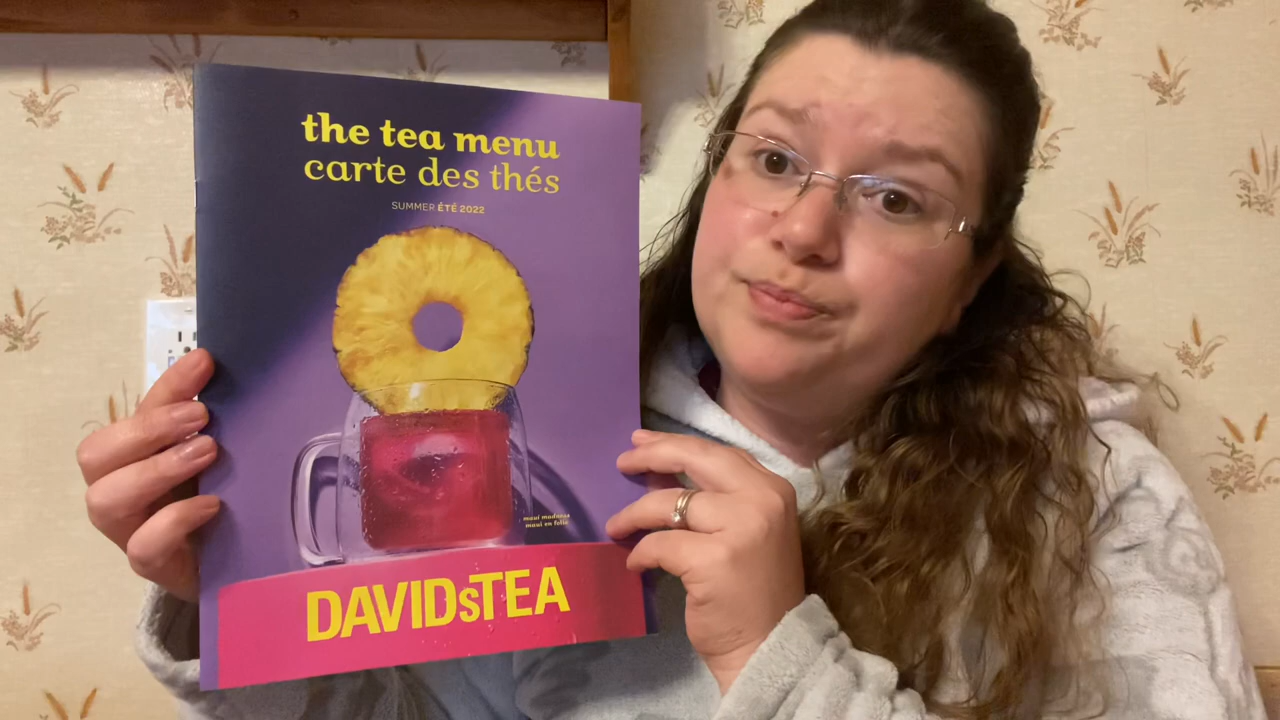 the tea menu
carte des thés
SUMMER ÉTÉ 2022
maui madness
maui en folie
DAVIDsTEA